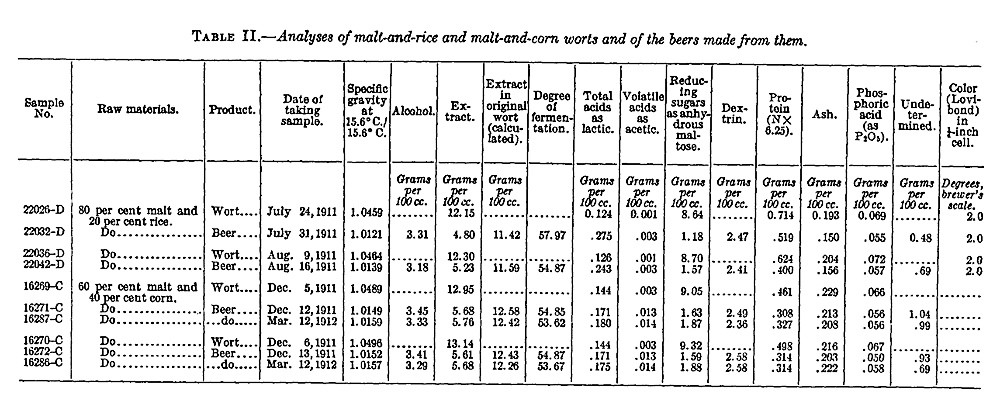 TABLE II.—Analyses of malt-and-rice and malt-and-corn worts and of the beers made from them.
Sample No. | Raw materials. | Product. | Date of taking sample. | Specific gravity at 15.6° C./15.6° C. | Alcohol. | Ex-tract. | Extract in original wort (calcu-lated). | Degree of fermen-tation. | Total acids as lactic. | Volatile acids as acetic. | Reduc-ing sugars as anhy-drous mal-tose. | Dex-trin. | Pro-tein (N× 6.25). | Ash. | Phos-phoric acid (as P₂O₅). | Unde-ter-mined. | Color (Lovi-bond) in ¼-inch cell.
Grams per 100 cc. | Grams per 100 cc. | Grams per 100 cc. | Grams per 100 cc. | Grams per 100 cc. | Grams per 100 cc. | Grams per 100 cc. | Grams per 100 cc. | Grams per 100 cc. | Grams per 100 cc. | Grams per 100 cc. | Degrees, brewer's scale.
22026–D | 80 per cent malt and 20 per cent rice. | Wort.... | July 24, 1911 | 1.0459 | ........ | 12.15 | ........ | ........ | 0.124 | 0.001 | 8.64 | ........ | 0.714 | 0.193 | 0.069 | ........ | 2.0
22032–D | Do................ | Beer.... | July 31, 1911 | 1.0121 | 3.31 | 4.80 | 11.42 | 57.97 | .275 | .003 | 1.18 | 2.47 | .519 | .150 | .055 | 0.48 | 2.0
22036–D | Do................ | Wort.... | Aug. 9, 1911 | 1.0464 | ........ | 12.30 | ........ | ........ | .126 | .001 | 8.70 | ........ | .624 | .204 | .072 | ........ | 2.0
22042–D | Do................ | Beer.... | Aug. 16, 1911 | 1.0139 | 3.18 | 5.23 | 11.59 | 54.87 | .243 | .003 | 1.57 | 2.41 | .400 | .156 | .057 | .69 | 2.0
16269–C | 60 per cent malt and 40 per cent corn. | Wort.... | Dec. 5, 1911 | 1.0489 | ........ | 12.95 | ........ | ........ | .144 | .003 | 9.05 | ........ | .461 | .229 | .066 | ........ | ........
16271–C | Do................ | Beer.... | Dec. 12, 1911 | 1.0149 | 3.45 | 5.68 | 12.58 | 54.85 | .171 | .013 | 1.63 | 2.49 | .308 | .213 | .056 | 1.04 | ........
16287–C | Do................ | ...do..... | Mar. 12, 1912 | 1.0159 | 3.33 | 5.76 | 12.42 | 53.62 | .180 | .014 | 1.87 | 2.36 | .327 | .208 | .056 | .99 | ........
16270–C | Do................ | Wort.... | Dec. 6, 1911 | 1.0496 | ........ | 13.14 | ........ | ........ | .144 | .003 | 9.32 | ........ | .498 | .216 | .067 | ........ | ........
16272–C | Do................ | Beer.... | Dec. 13, 1911 | 1.0152 | 3.41 | 5.61 | 12.43 | 54.87 | .171 | .013 | 1.59 | 2.58 | .314 | .203 | .050 | .93 | ........
16286–C | Do................ | ...do..... | Mar. 12, 1912 | 1.0157 | 3.29 | 5.68 | 12.26 | 53.67 | .175 | .014 | 1.88 | 2.58 | .314 | .222 | .058 | .69 | ........